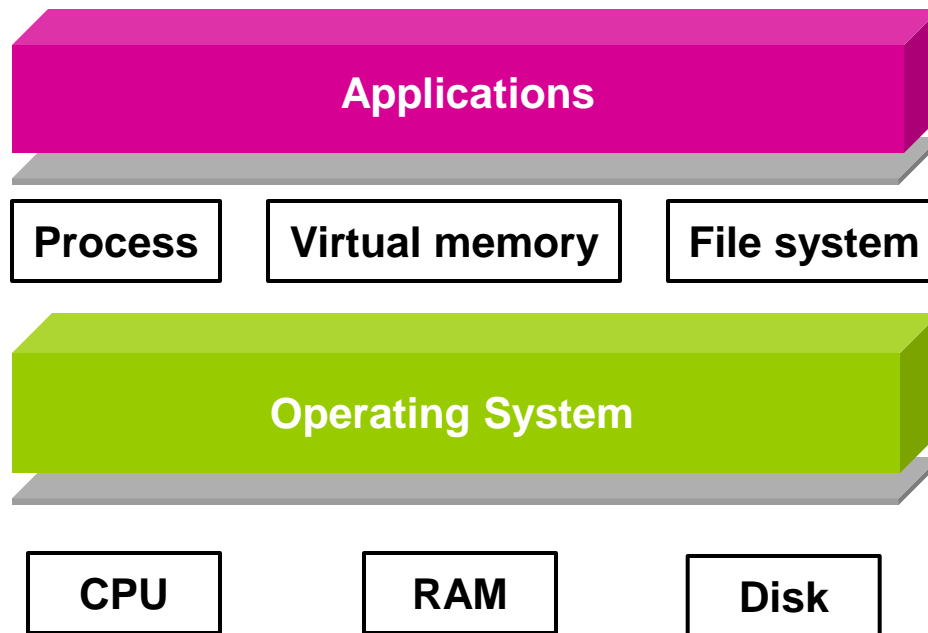 Applications
Process Virtual memory File system
Operating System
CPU RAM Disk